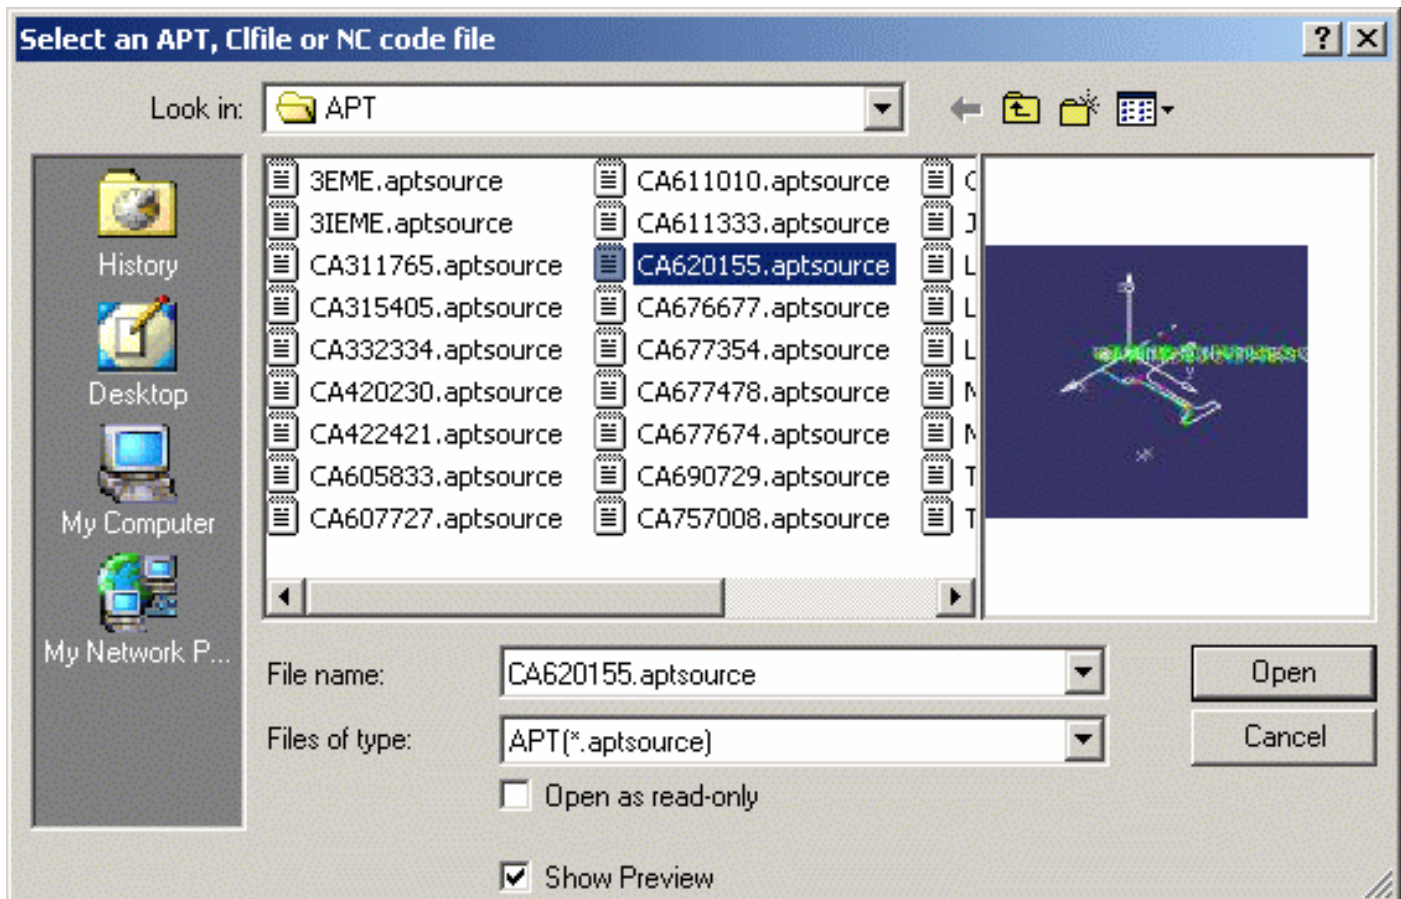 Select an APT, Clfile or NC code file
Look in: APT
History
Desktop
My Computer
My Network P...
3EME.aptsource
3IEME.aptsource
CA311765.aptsource
CA315405.aptsource
CA332334.aptsource
CA420230.aptsource
CA422421.aptsource
CA605833.aptsource
CA607727.aptsource
CA611010.aptsource
CA611333.aptsource
CA620155.aptsource
CA676677.aptsource
CA677354.aptsource
CA677478.aptsource
CA677674.aptsource
CA690729.aptsource
CA757008.aptsource
File name: CA620155.aptsource
Open
Files of type: APT(*.aptsource)
Cancel
Open as read-only
Show Preview